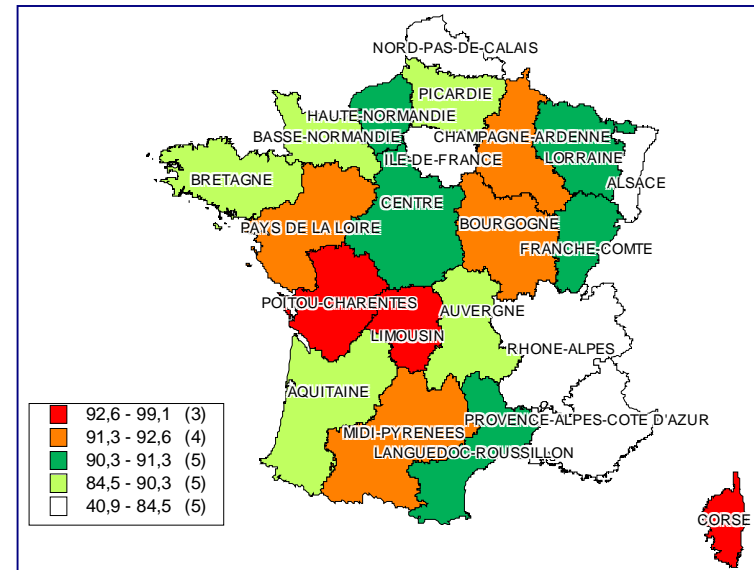 NORD-PAS-DE-CALAIS
PICARDIE
HAUTE-NORMANDIE
BASSE-NORMANDIE
CHAMPAGNE-ARDENNE
ILE-DE-FRANCE
LORRAINE
ALSACE
BRETAGNE
CENTRE
PAYS DE LA LOIRE
BOURGOGNE
FRANCHE-COMTE
POITOU-CHARENTES
AUVERGNE
LIMOUSIN
RHONE-ALPES
AQUITAINE
PROVENCE-ALPES-COTE D'AZUR
MIDI-PYRENEES
LANGUEDOC-ROUSSILLON
CORSE
92,6 - 99,1 (3)
91,3 - 92,6 (4)
90,3 - 91,3 (5)
84,5 - 90,3 (5)
40,9 - 84,5 (5)